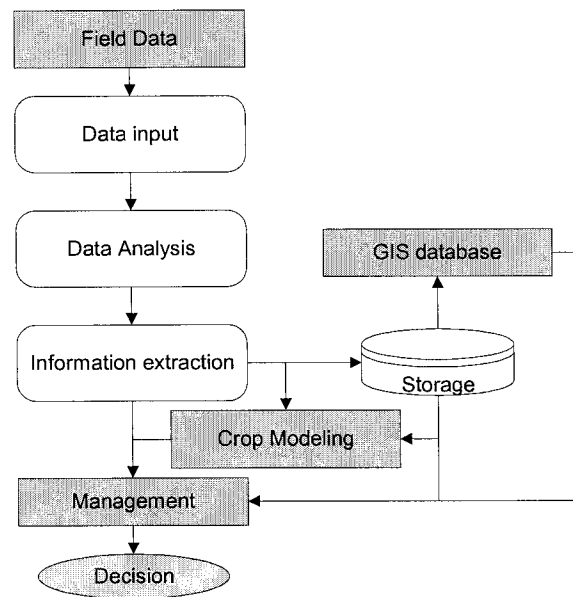 Field Data
Data input
Data Analysis
GIS database
Information extraction
Storage
Crop Modeling
Management
Decision